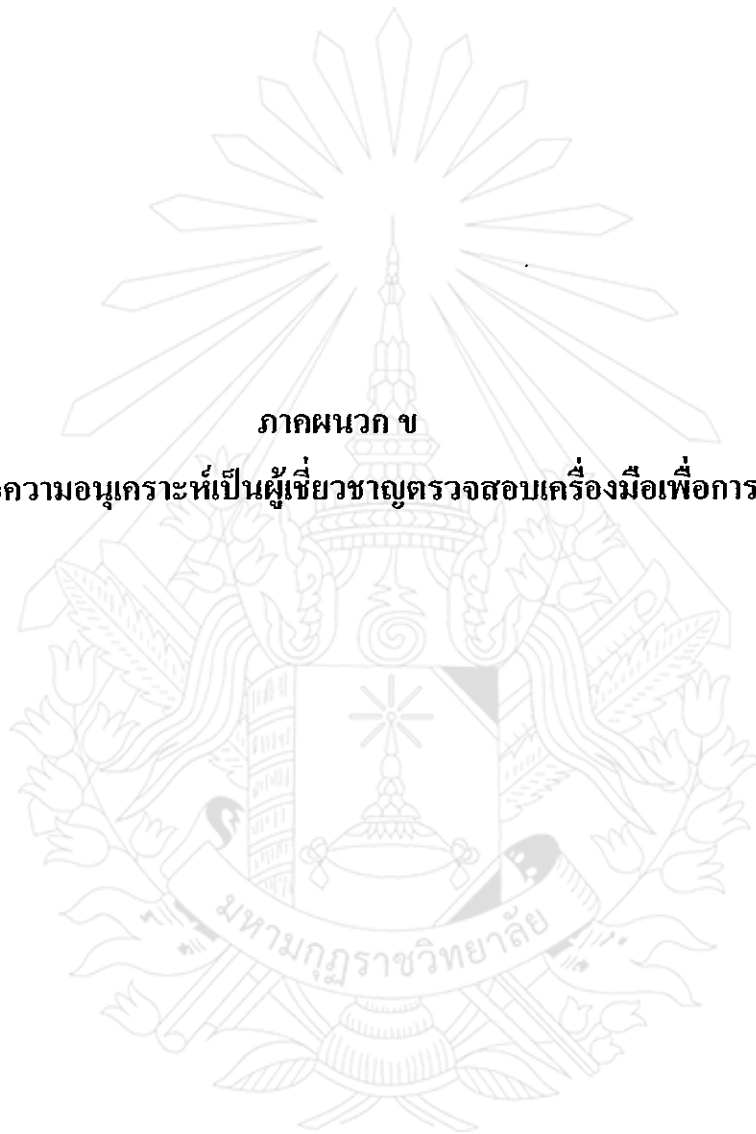 ภาคผนวก ข
ความอนุเคราะห์เป็นผู้เชี่ยวชาญตรวจสอบเครื่องมือเพื่อการ
มหามกุฏราชวิทยาลัย